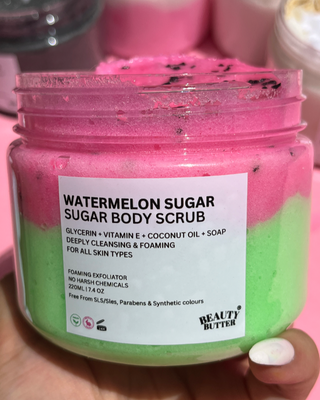 WATERMELON SUGAR
SUGAR BODY SCRUB
GLYCERIN + VITAMIN E + COCONUT OIL + SOAP
DEEPLY CLEANSING & FOAMING
FOR ALL SKIN TYPES
FOAMING EXFOLIATOR
NO HARSH CHEMICALS
220ML | 7.4 OZ
Free From SLS/Sles, Parabens & Synthetic colours
BEAUTY
BUTTER